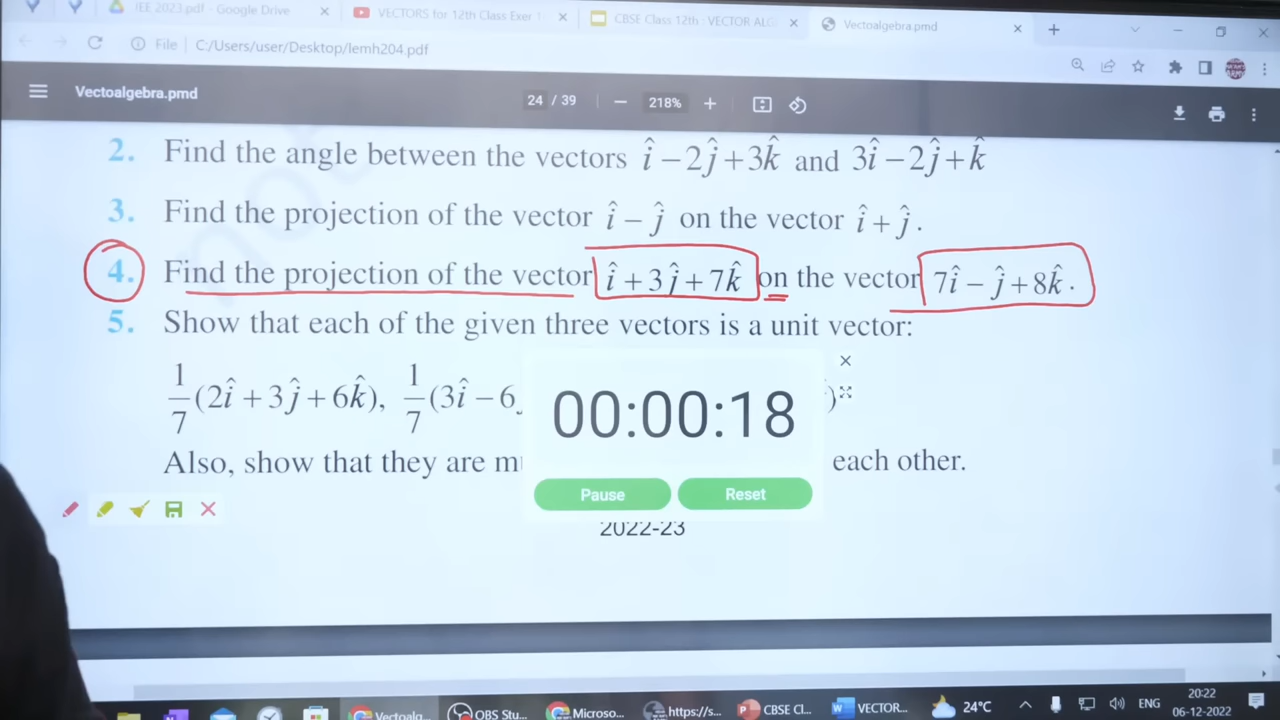 JEE 2023.pdf - Google Drive × VECTORS for 12th Class Exer 1 × CBSE Class 12th : VECTOR ALG × Vectoalgebra.pmd × +
File | C:/Users/user/Desktop/lemh204.pdf
Vectoalgebra.pmd 24 / 39 − 218% +
2. Find the angle between the vectors î − 2ĵ + 3k̂ and 3î − 2ĵ + k̂
3. Find the projection of the vector î − ĵ on the vector î + ĵ.
4. Find the projection of the vector î + 3ĵ + 7k̂ on the vector 7î − ĵ + 8k̂.
5. Show that each of the given three vectors is a unit vector:
1/7(2î + 3ĵ + 6k̂), 1/7(3î − 6 )
00:00:18
Also, show that they are each other.
Pause Reset
2022-23
Vectoalg... OBS Stu... Microso... https://s... CBSE Cl... VECTOR... 24°C ENG 20:22
06-12-2022